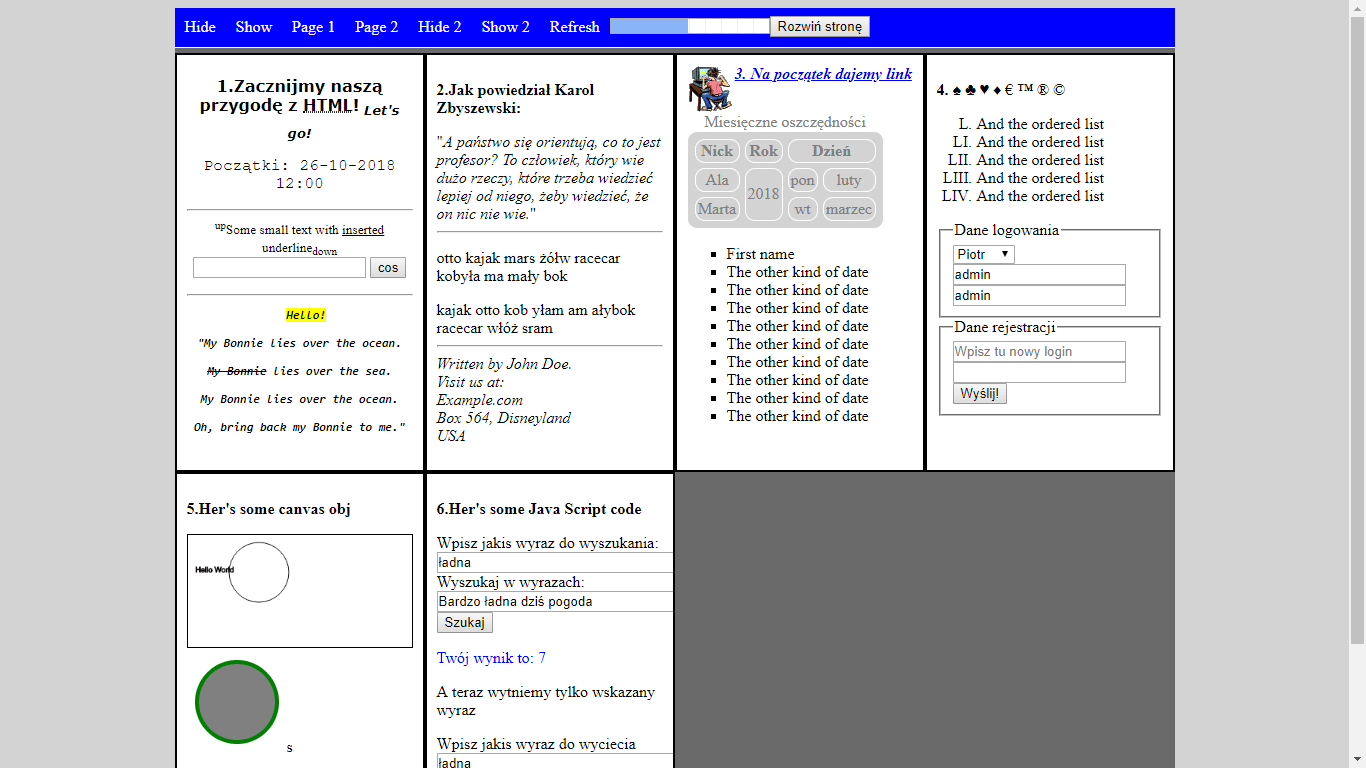 Hide Show Page 1 Page 2 Hide 2 Show 2 Refresh Rozwiń stronę
1.Zacznijmy naszą
przygodę z HTML! Let's
go!
Początki: 26-10-2018
12:00
upSome small text with inserted
underlinedown
cos
Hello!
"My Bonnie lies over the ocean.
My Bonnie lies over the sea.
My Bonnie lies over the ocean.
Oh, bring back my Bonnie to me."
2.Jak powiedział Karol
Zbyszewski:
"A państwo się orientują, co to jest
profesor? To człowiek, który wie
dużo rzeczy, które trzeba wiedzieć
lepiej od niego, żeby wiedzieć, że
on nic nie wie."
otto kajak mars żółw racecar
kobyła ma mały bok
kajak otto kob yłam am ałybok
racecar włóż sram
Written by John Doe.
Visit us at:
Example.com
Box 564, Disneyland
USA
3. Na początek dajemy link
Miesięczne oszczędności
Nick Rok Dzień
Ala 2018 pon luty
Marta wt marzec
First name
The other kind of date
The other kind of date
The other kind of date
The other kind of date
The other kind of date
The other kind of date
The other kind of date
The other kind of date
The other kind of date
4. ♠ ♣ ♥ ♦ € ™ ® ©
L. And the ordered list
LI. And the ordered list
LII. And the ordered list
LIII. And the ordered list
LIV. And the ordered list
Dane logowania
Piotr
admin
admin
Dane rejestracji
Wpisz tu nowy login
Wyślij!
5.Her's some canvas obj
Hello World
s
6.Her's some Java Script code
Wpisz jakis wyraz do wyszukania:
ładna
Wyszukaj w wyrazach:
Bardzo ładna dziś pogoda
Szukaj
Twój wynik to: 7
A teraz wytniemy tylko wskazany
wyraz
Wpisz jakis wyraz do wyciecia
ładna